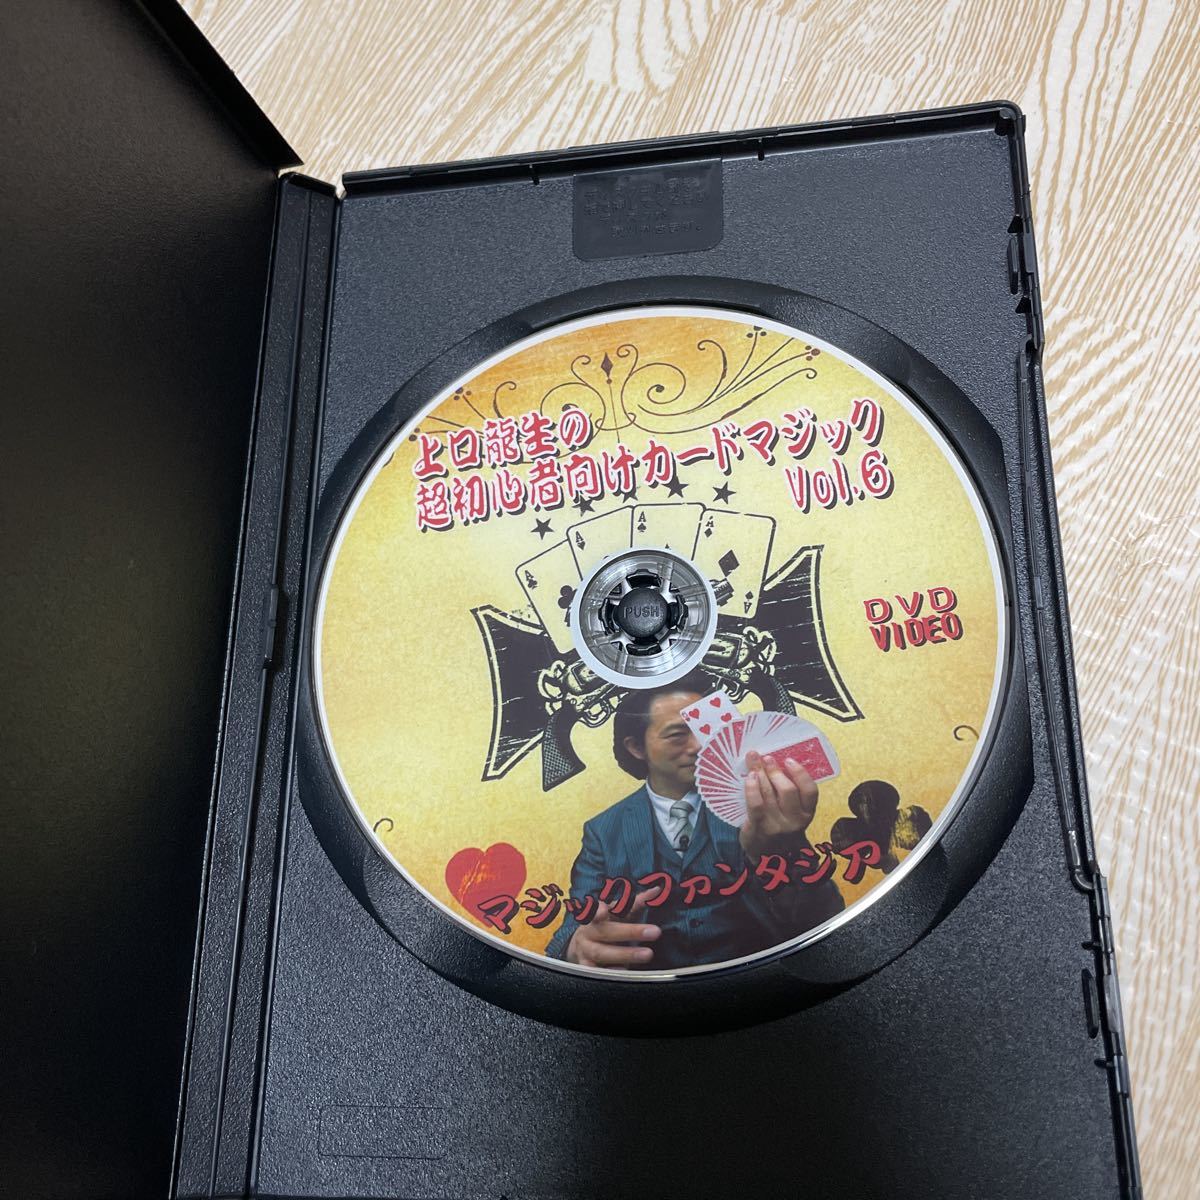 上口龍生の
超初心者向けカードマジック
Vol.6
PUSH
DVD
VIDEO
マジックファンタジア